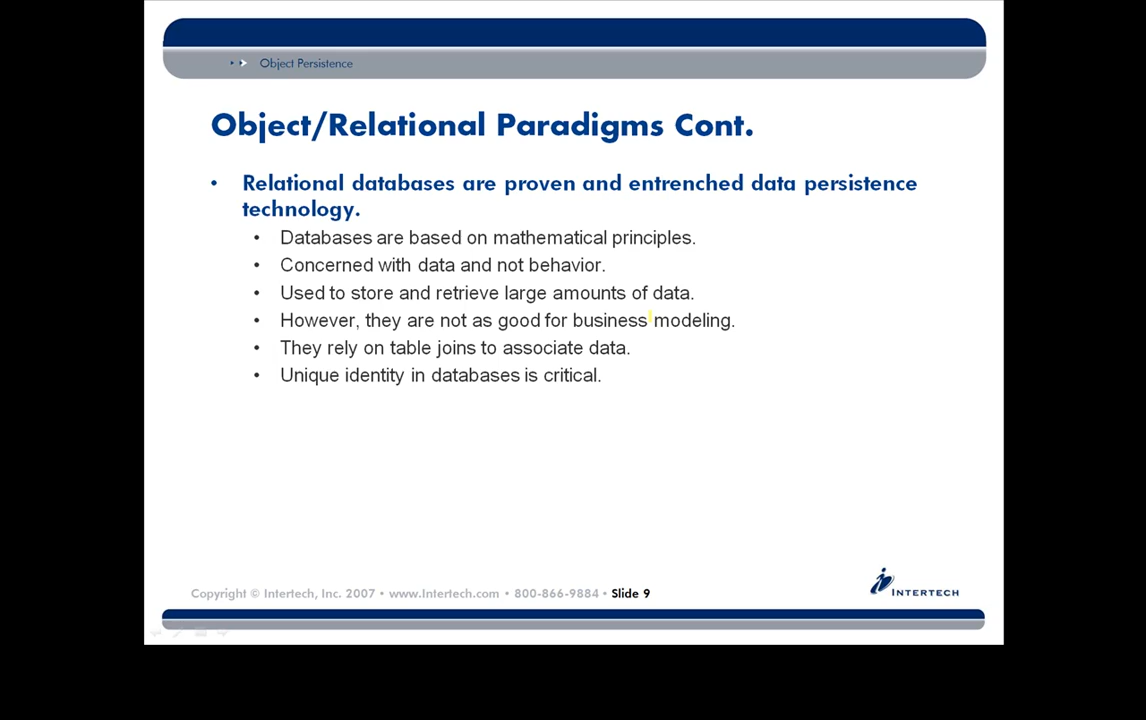 Object Persistence
Object/Relational Paradigms Cont.
• Relational databases are proven and entrenched data persistence
technology.
• Databases are based on mathematical principles.
• Concerned with data and not behavior.
• Used to store and retrieve large amounts of data.
• However, they are not as good for business modeling.
• They rely on table joins to associate data.
• Unique identity in databases is critical.
Copyright © Intertech, Inc. 2007 • www.Intertech.com • 800-866-9884 • Slide 9
INTERTECH